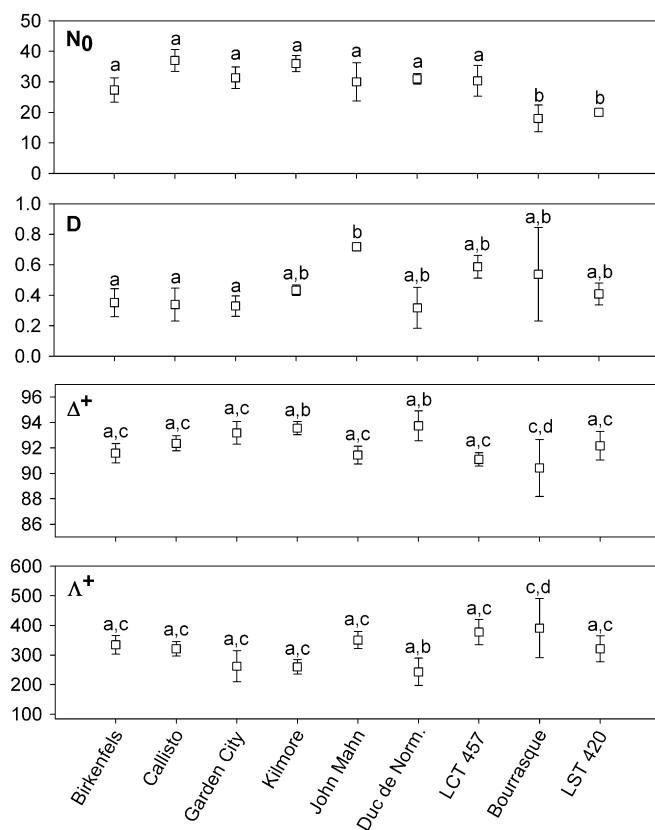 50
N0
40
30
20
10
0
a
a
a
a
a
a
a
b
b
1.0
D
0.8
0.6
0.4
0.2
0.0
a
a
a
a,b
b
a,b
a,b
a,b
a,b
96
Δ+
94
92
90
88
86
a,c
a,c
a,c
a,b
a,c
a,b
a,c
c,d
a,c
600
Λ+
500
400
300
200
100
a,c
a,c
a,c
a,c
a,c
a,b
a,c
c,d
a,c
Birkenfels
Callisto
Garden City
Kilmore
John Mahn
Duc de Norm.
LCT 457
Bourrasque
LST 420